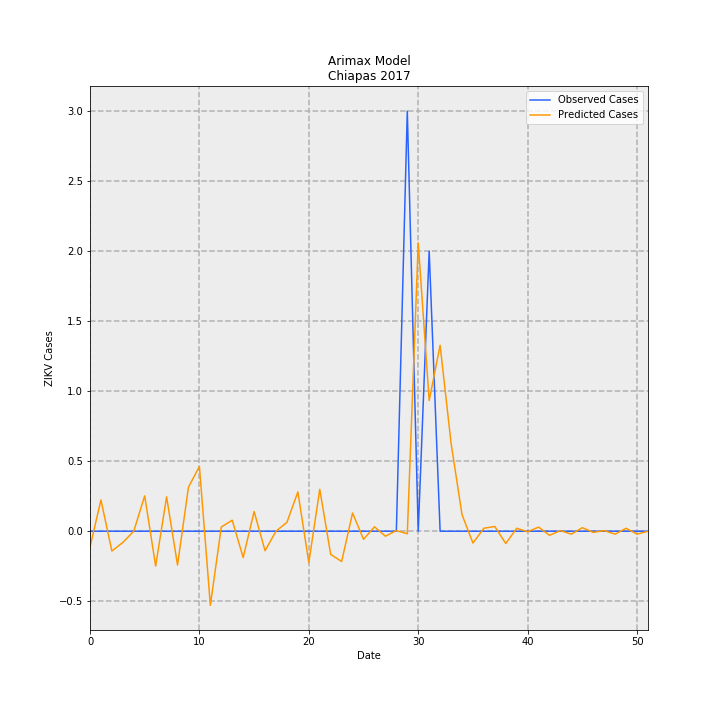 Arimax Model
Chiapas 2017
Observed Cases
Predicted Cases
3.0
2.5
2.0
1.5
1.0
0.5
0.0
−0.5
ZIKV Cases
0 10 20 30 40 50
Date